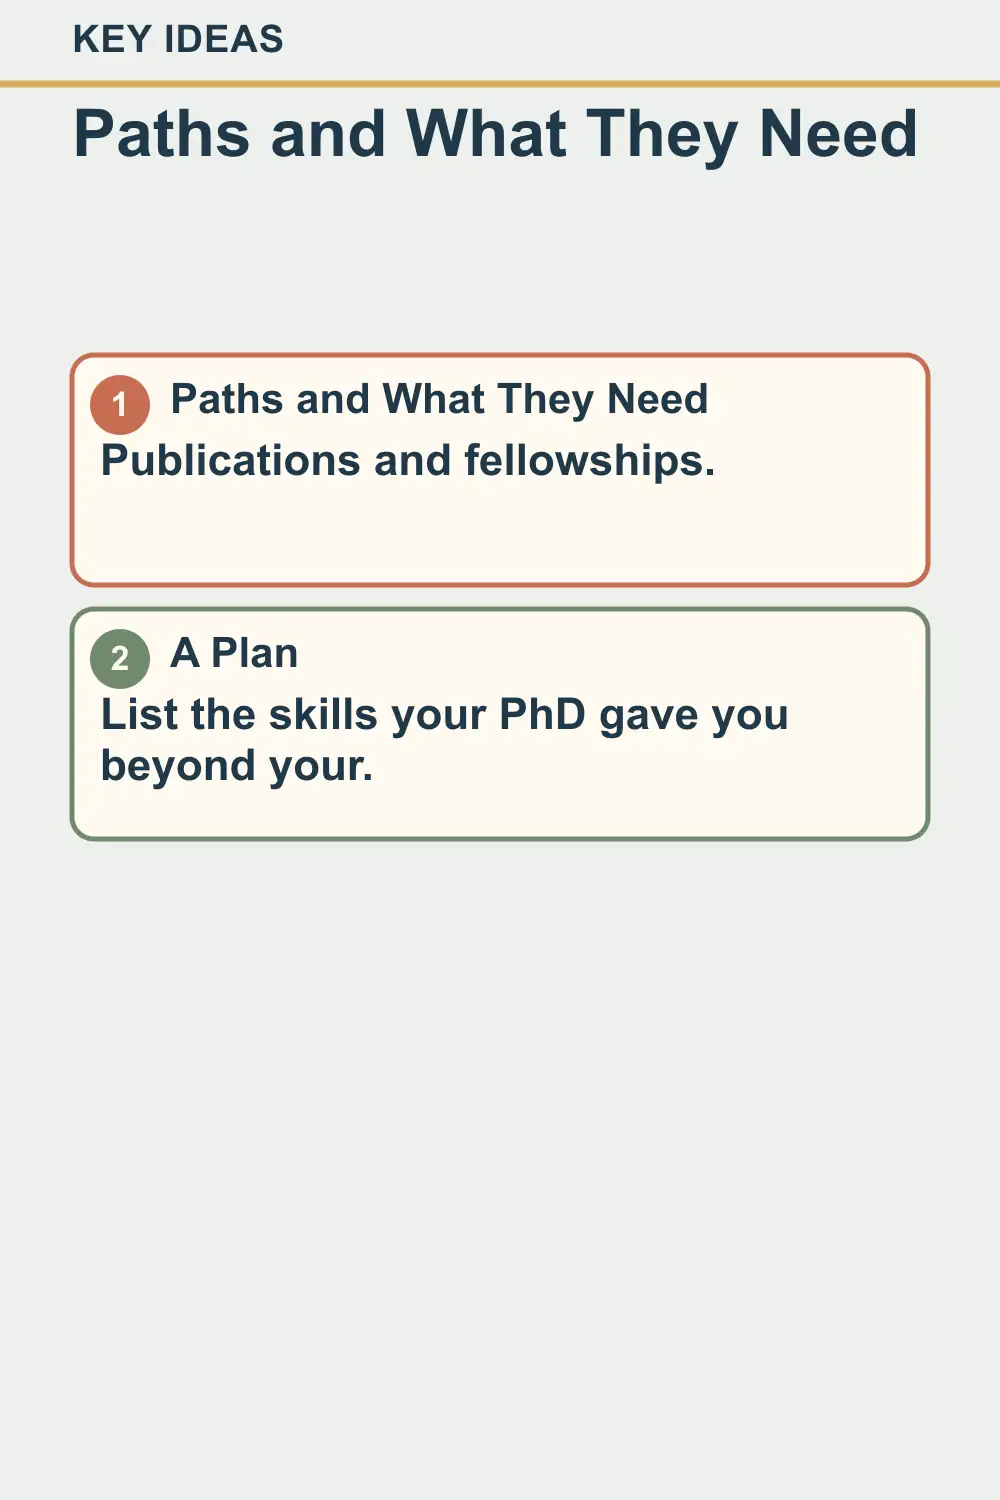 KEY IDEAS
Paths and What They Need
1 Paths and What They Need
Publications and fellowships.
2 A Plan
List the skills your PhD gave you
beyond your.